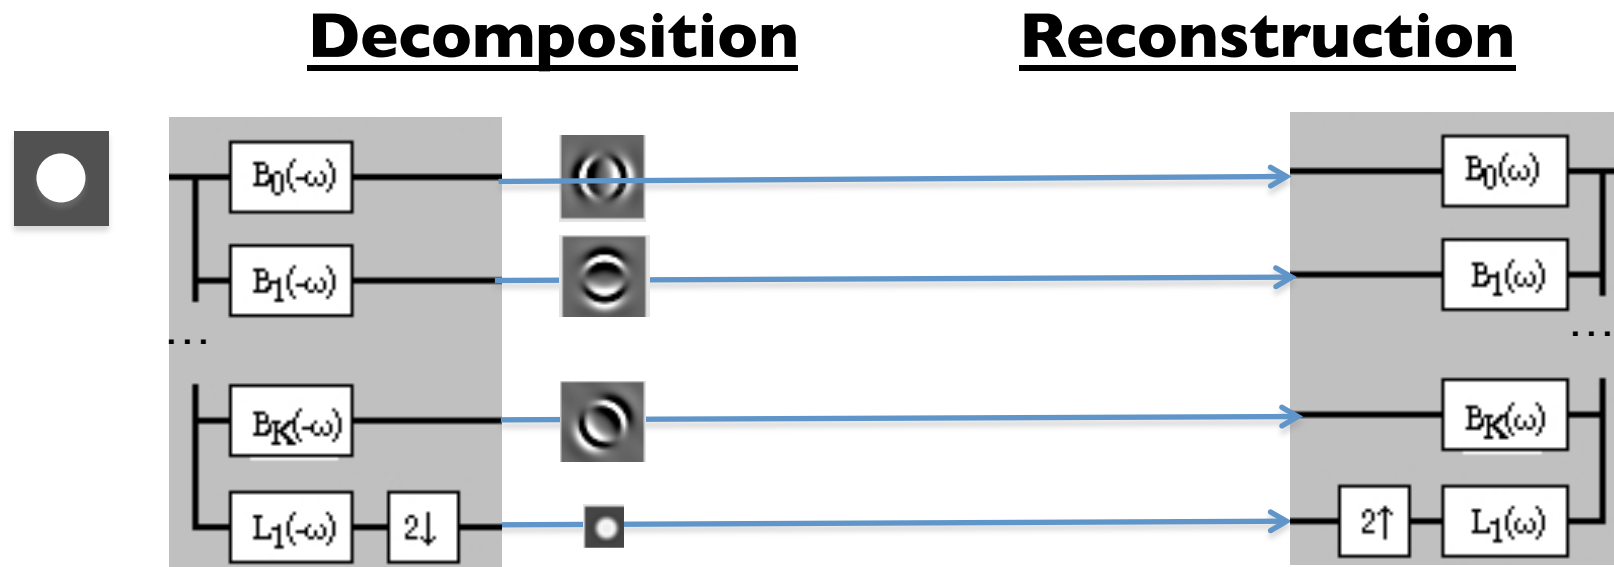 Decomposition Reconstruction
B0(-ω) B0(ω)
B1(-ω) B1(ω)
... ...
BK(-ω) BK(ω)
L1(-ω) 2↓ 2↑ L1(ω)